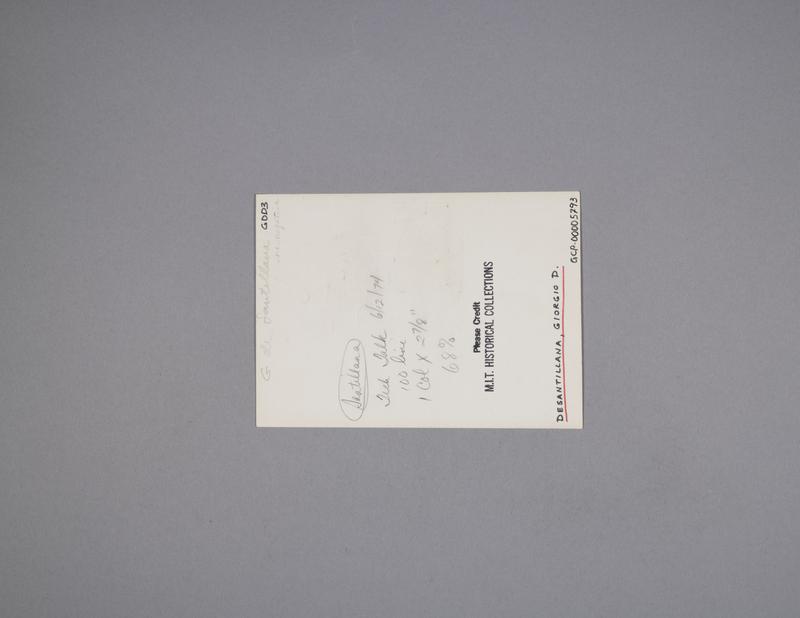 G de Santillana
GDD3
Santillana
Tech Talk 6/12/74
100 line
1 Col X 2 7/8"
68%
Please Credit
M.I.T. HISTORICAL COLLECTIONS
DESANTILLANA, GIORGIO D.
GCP-00005793